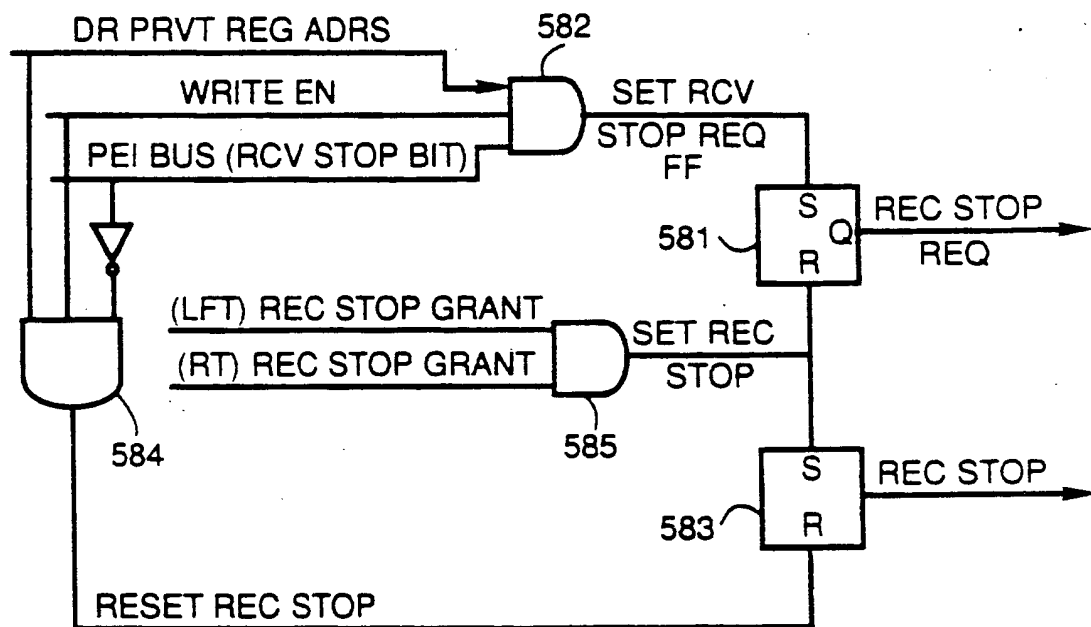 DR PRVT REG ADRS
582
WRITE EN
SET RCV
STOP REQ
FF
PEI BUS (RCV STOP BIT)
S
Q
R
581
REC STOP
REQ
(LFT) REC STOP GRANT
(RT) REC STOP GRANT
SET REC
STOP
584
585
S
R
583
REC STOP
RESET REC STOP